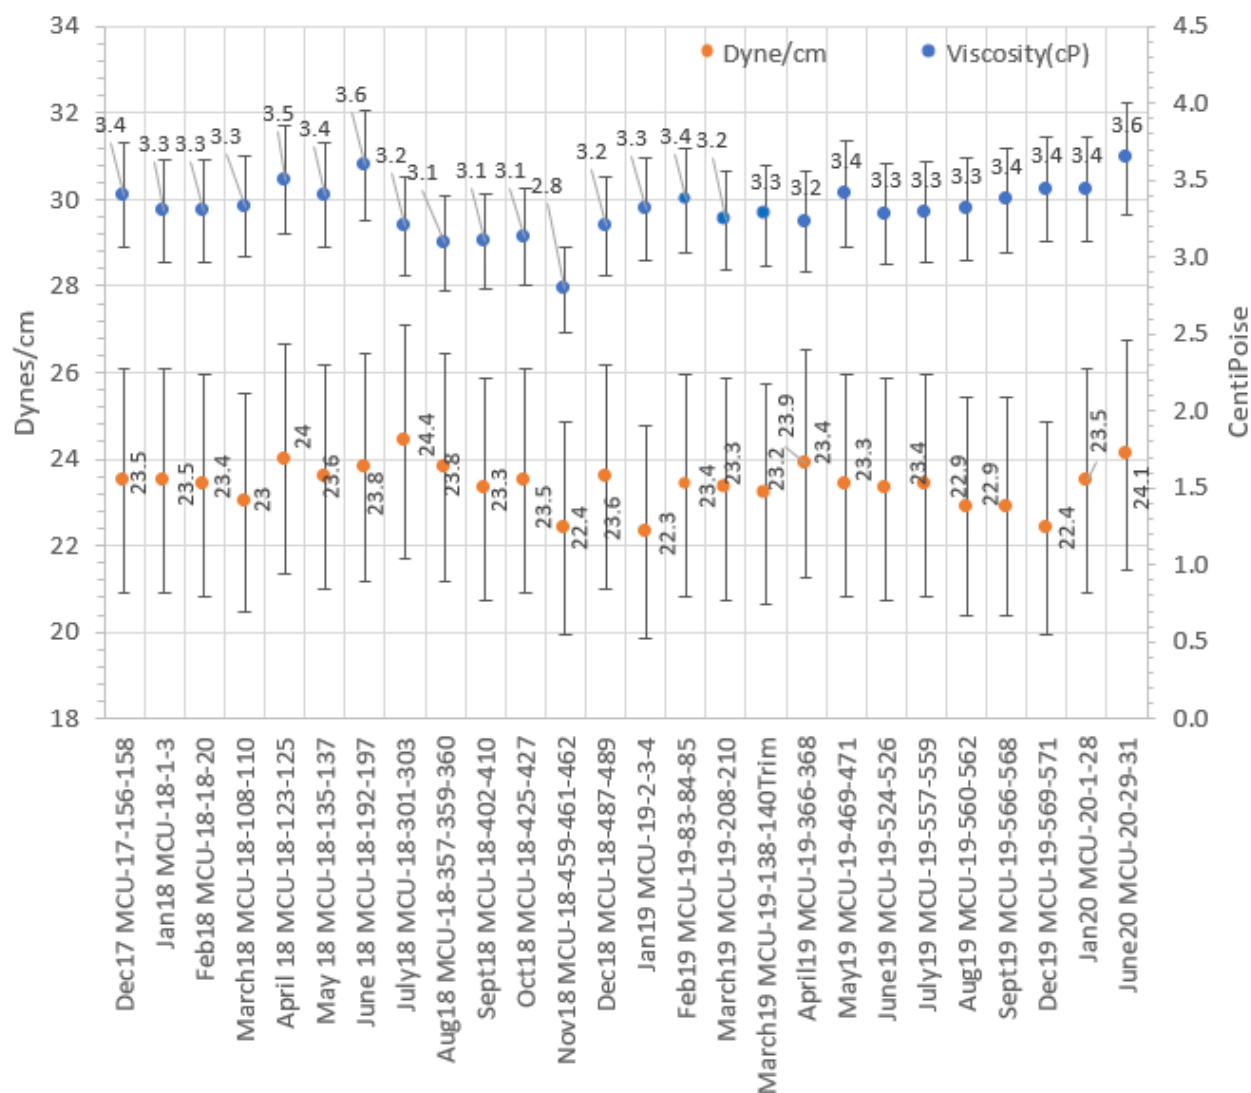 34
32
30
28
26
24
22
20
18
Dynes/cm
4.5
4.0
3.5
3.0
2.5
2.0
1.5
1.0
0.5
0.0
CentiPoise
Dyne/cm
Viscosity(cP)
3.4
3.3
3.3
3.3
3.5
3.4
3.6
3.2
3.1
3.1
3.1
2.8
3.2
3.3
3.4
3.2
3.3
3.2
3.4
3.3
3.3
3.3
3.4
3.4
3.4
3.6
23.5
23.5
23.4
23
24
23.6
23.8
24.4
23.8
23.3
23.5
22.4
23.6
22.3
23.4
23.3
23.2
23.9
23.4
23.3
23.4
22.9
22.9
22.4
23.5
24.1
Dec17 MCU-17-156-158
Jan18 MCU-18-1-3
Feb18 MCU-18-18-20
March18 MCU-18-108-110
April 18 MCU-18-123-125
May 18 MCU-18-135-137
June 18 MCU-18-192-197
July18 MCU-18-301-303
Aug18 MCU-18-357-359-360
Sept18 MCU-18-402-410
Oct18 MCU-18-425-427
Nov18 MCU-18-459-461-462
Dec18 MCU-18-487-489
Jan19 MCU-19-2-3-4
Feb19 MCU-19-83-84-85
March19 MCU-19-208-210
March19 MCU-19-138-140Trim
April19 MCU-19-366-368
May19 MCU-19-469-471
June19 MCU-19-524-526
July19 MCU-19-557-559
Aug19 MCU-19-560-562
Sept19 MCU-19-566-568
Dec19 MCU-19-569-571
Jan20 MCU-20-1-28
June20 MCU-20-29-31